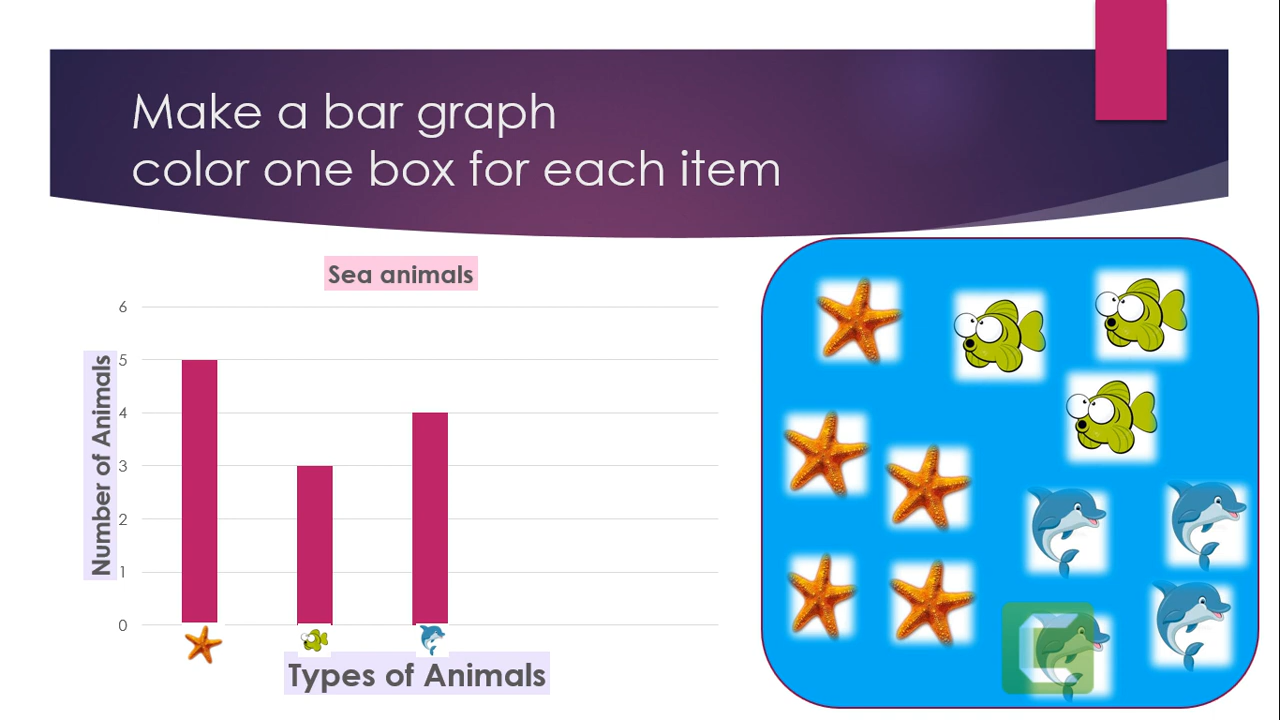 Make a bar graph
color one box for each item
Sea animals
6
5
4
3
2
1
0
Number of Animals
Types of Animals